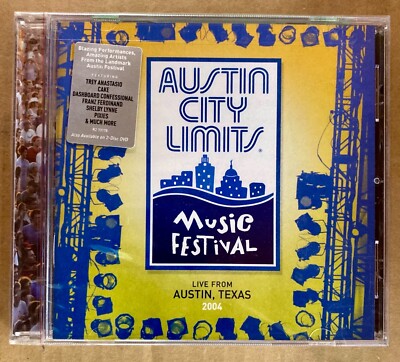 Blazing Performances,
Amazing Artists
From the Landmark
Austin Festival
FEATURING
TREY ANASTASIO
CAKE
DASHBOARD CONFESSIONAL
FRANZ FERDINAND
SHELBY LYNNE
PIXIES
& MUCH MORE
Also Available on 2-Disc DVD
AUSTIN
CITY
LIMITS®
Music
FESTIVAL
LIVE FROM
AUSTIN, TEXAS
2004